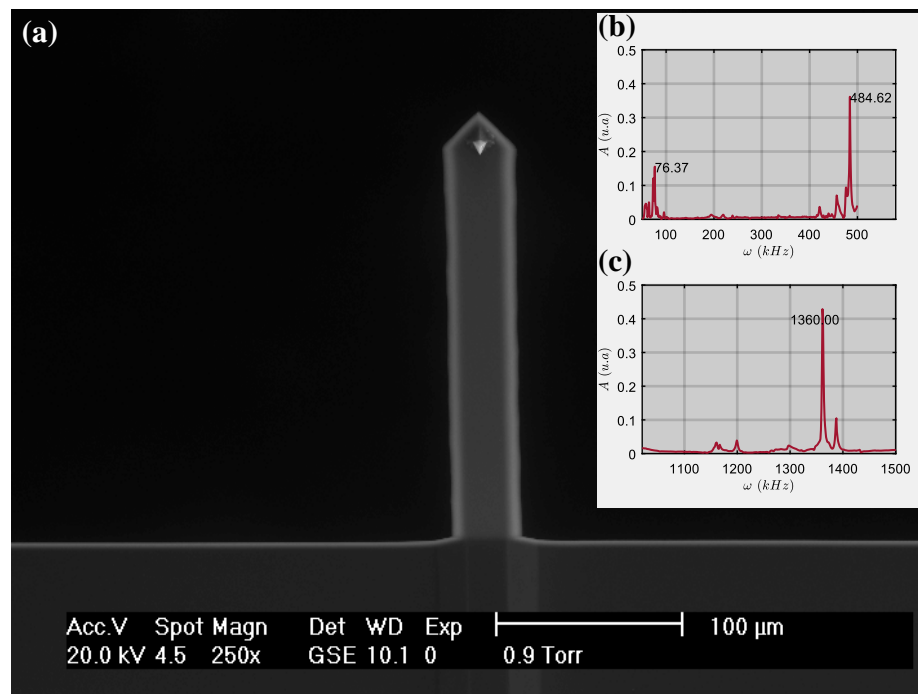 (a)
(b)
0.5
0.4
0.3
0.2
0.1
0
A (u.a)
76.37
484.62
100 200 300 400 500
ω (kHz)
(c)
0.5
0.4
0.3
0.2
0.1
0
A (u.a)
1360.00
1100 1200 1300 1400 1500
ω (kHz)
Acc.V Spot Magn Det WD Exp 100 µm
20.0 kV 4.5 250x GSE 10.1 0 0.9 Torr